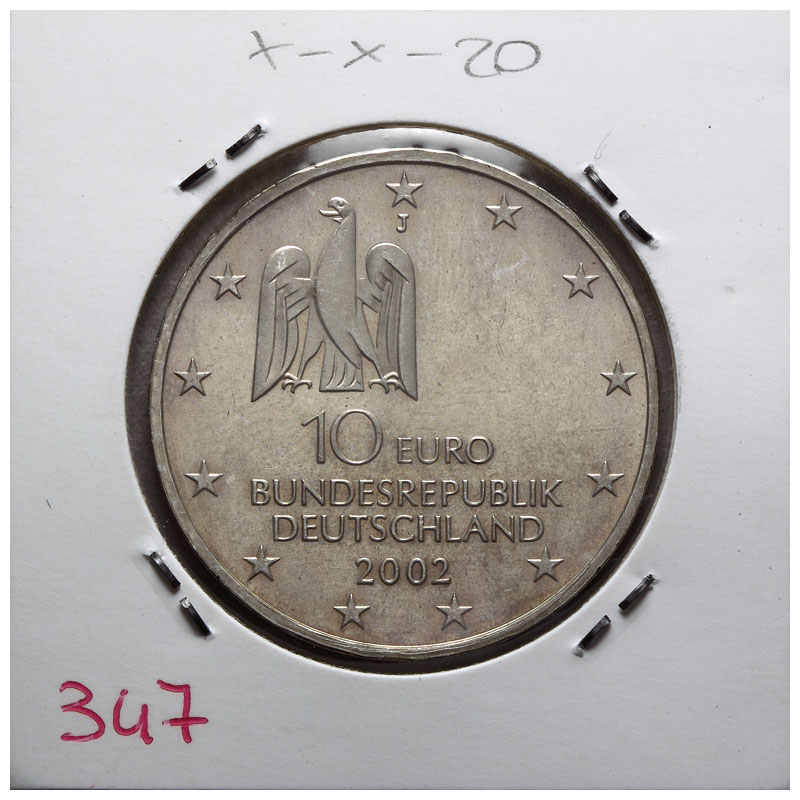 x-x-20
J
10 EURO
BUNDESREPUBLIK
DEUTSCHLAND
2002
347